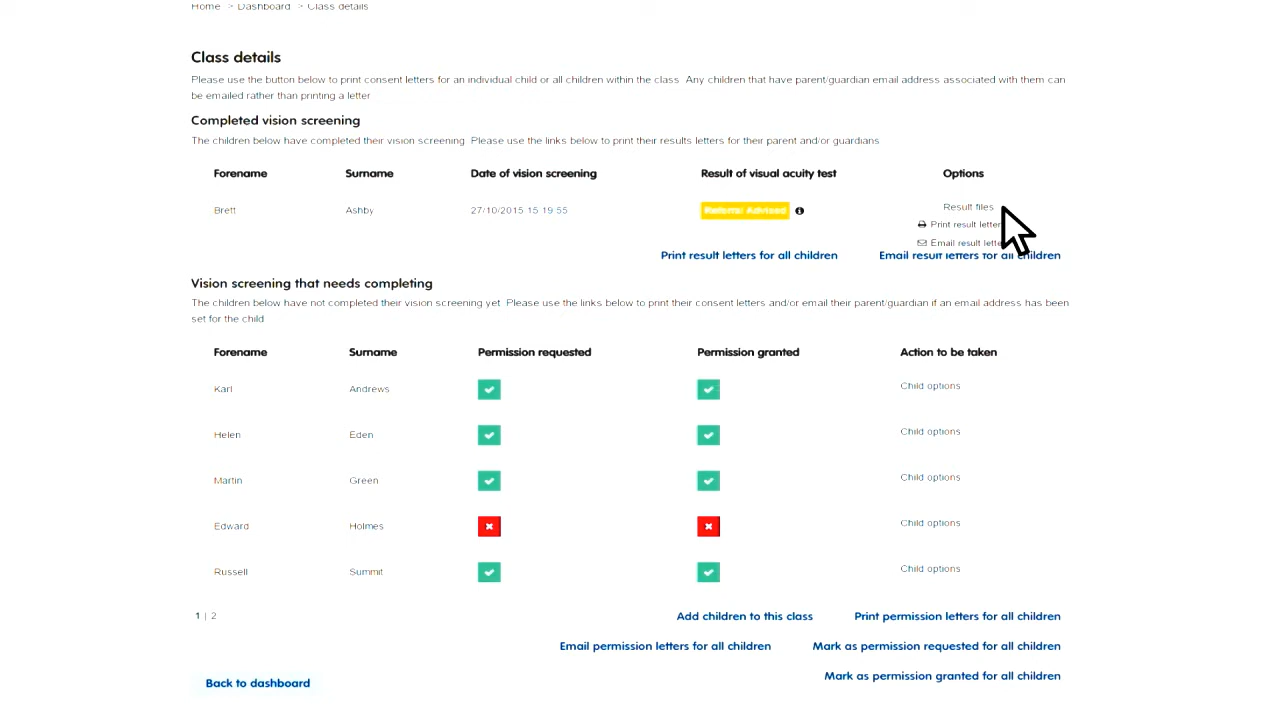 Home > Dashboard > Class details
Class details
Please use the button below to print consent letters for an individual child or all children within the class. Any children that have parent/guardian email address associated with them can
be emailed rather than printing a letter
Completed vision screening
The children below have completed their vision screening. Please use the links below to print their results letters for their parent and/or guardians
Forename Surname Date of vision screening Result of visual acuity test Options
Brett Ashby 27/10/2015 15:19:55 Referral Advised Result files
Print result letter
Email result letter
Print result letters for all children Email result letters for all children
Vision screening that needs completing
The children below have not completed their vision screening yet. Please use the links below to print their consent letters and/or email their parent/guardian if an email address has been
set for the child
Forename Surname Permission requested Permission granted Action to be taken
Karl Andrews Child options
Helen Eden Child options
Martin Green Child options
Edward Holmes Child options
Russell Summit Child options
1 | 2 Add children to this class Print permission letters for all children
Email permission letters for all children Mark as permission requested for all children
Back to dashboard Mark as permission granted for all children